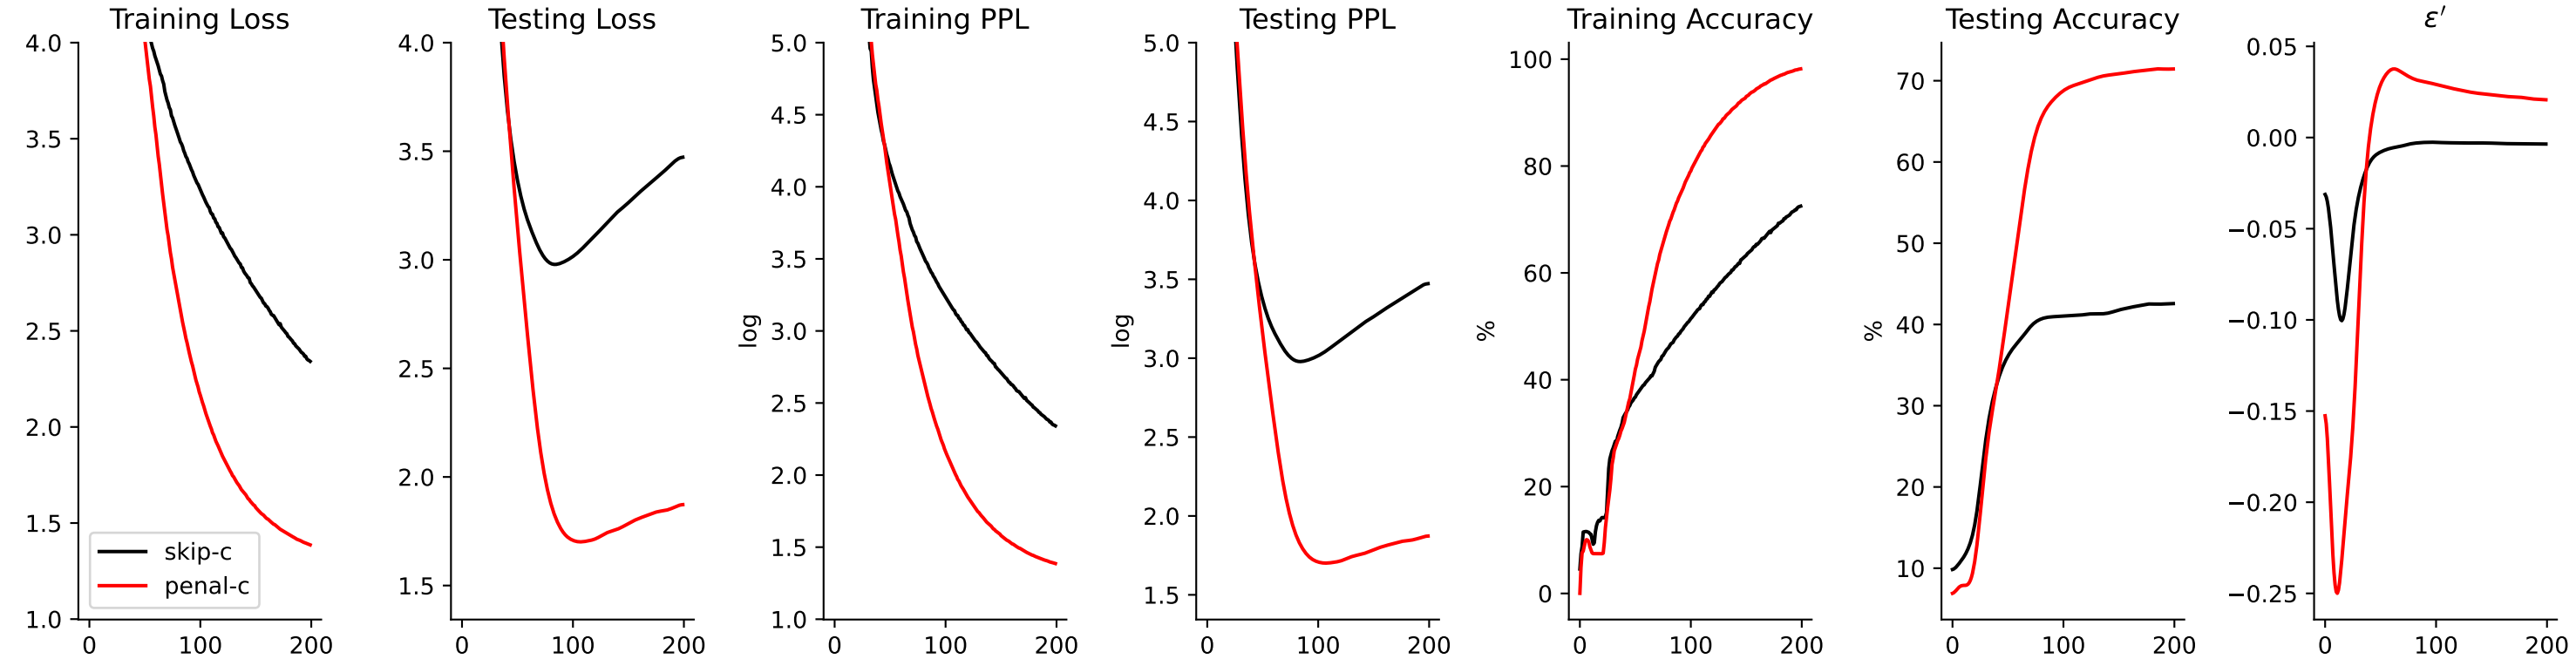 Training Loss
4.0
3.5
3.0
2.5
2.0
1.5
1.0
0 100 200
skip-c
penal-c
Testing Loss
4.0
3.5
3.0
2.5
2.0
1.5
0 100 200
Training PPL
log
5.0
4.5
4.0
3.5
3.0
2.5
2.0
1.5
1.0
0 100 200
Testing PPL
log
5.0
4.5
4.0
3.5
3.0
2.5
2.0
1.5
0 100 200
Training Accuracy
%
100
80
60
40
20
0
0 100 200
Testing Accuracy
%
70
60
50
40
30
20
10
0 100 200
ε′
0.05
0.00
−0.05
−0.10
−0.15
−0.20
−0.25
0 100 200